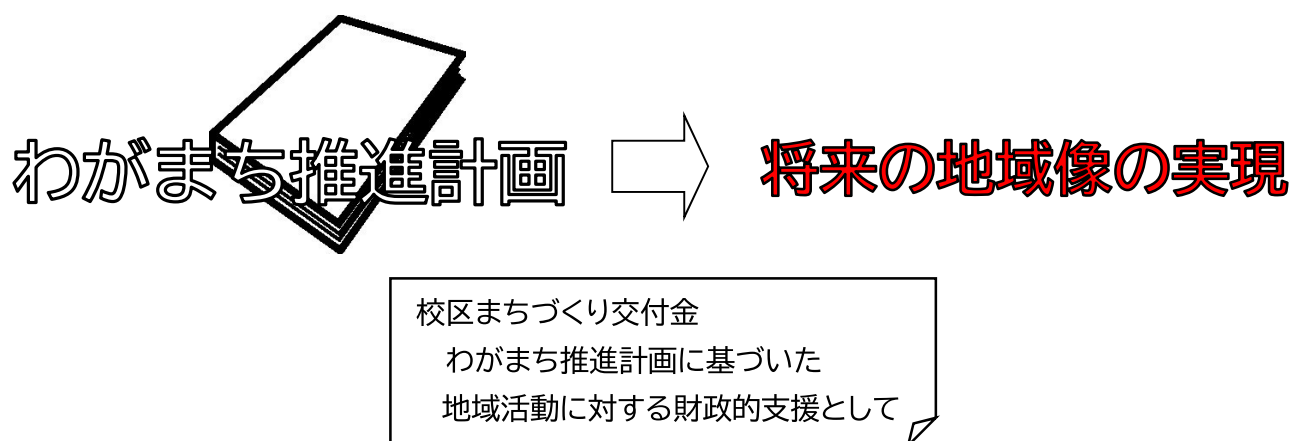 わがまち推進計画
将来の地域像の実現
校区まちづくり交付金
わがまち推進計画に基づいた
地域活動に対する財政的支援として